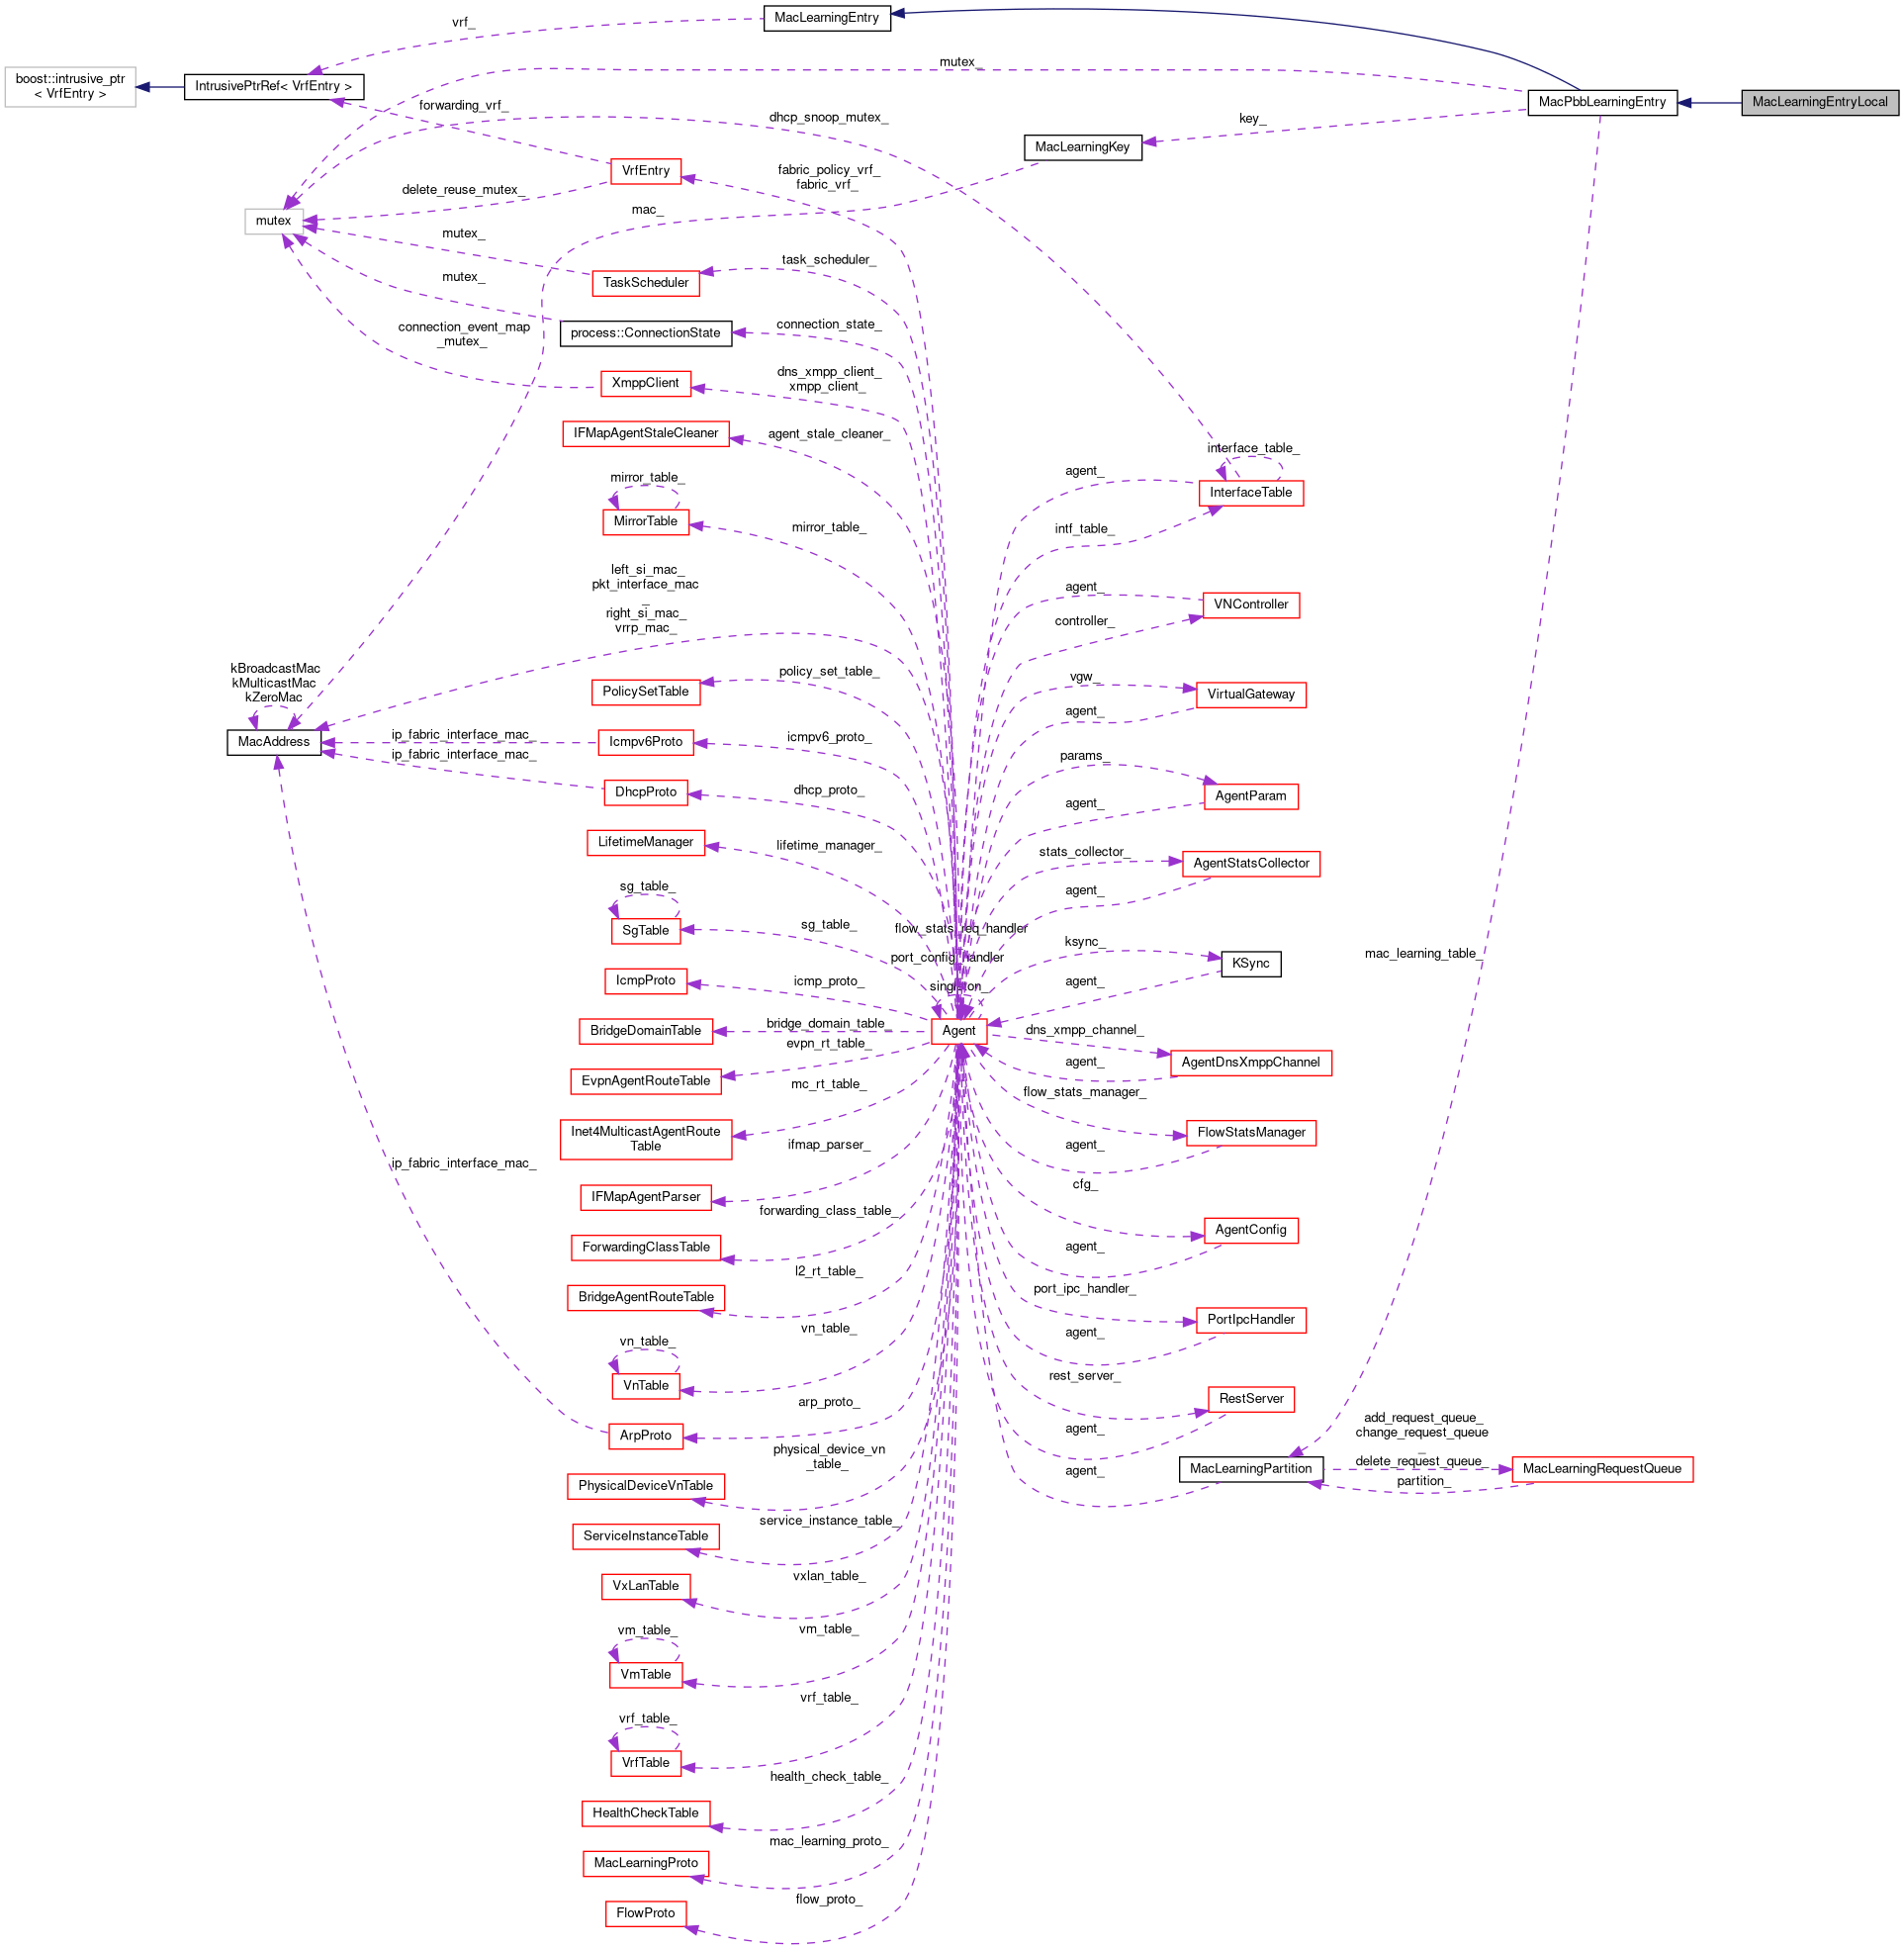 MacLearningEntry
vrf_
mutex_
boost::intrusive_ptr
< VrfEntry >
IntrusivePtrRef< VrfEntry >
MacPbbLearningEntry
MacLearningEntryLocal
forwarding_vrf_
dhcp_snoop_mutex_
key_
MacLearningKey
VrfEntry
fabric_policy_vrf_
fabric_vrf_
delete_reuse_mutex_
mac_
mutex
mutex_
task_scheduler_
TaskScheduler
mutex_
connection_event_map
_mutex_
process::ConnectionState
connection_state_
XmppClient
dns_xmpp_client_
xmpp_client_
IFMapAgentStaleCleaner
agent_stale_cleaner_
interface_table_
mirror_table_
agent_
InterfaceTable
MirrorTable
mirror_table_
intf_table_
left_si_mac_
pkt_interface_mac
_
right_si_mac_
vrrp_mac_
agent_
VNController
controller_
kBroadcastMac
kMulticastMac
kZeroMac
PolicySetTable
policy_set_table_
vgw_
VirtualGateway
agent_
MacAddress
ip_fabric_interface_mac_
ip_fabric_interface_mac_
Icmpv6Proto
icmpv6_proto_
params_
DhcpProto
dhcp_proto_
AgentParam
agent_
LifetimeManager
lifetime_manager_
stats_collector_
AgentStatsCollector
agent_
sg_table_
SgTable
sg_table_
flow_stats_req_handler
_
port_config_handler
ksync_
KSync
mac_learning_table_
IcmpProto
icmp_proto_
singleton_
agent_
BridgeDomainTable
bridge_domain_table_
Agent
dns_xmpp_channel_
evpn_rt_table_
AgentDnsXmppChannel
agent_
EvpnAgentRouteTable
mc_rt_table_
flow_stats_manager_
Inet4MulticastAgentRoute
Table
ifmap_parser_
FlowStatsManager
agent_
ip_fabric_interface_mac_
IFMapAgentParser
cfg_
forwarding_class_table_
AgentConfig
ForwardingClassTable
agent_
l2_rt_table_
BridgeAgentRouteTable
port_ipc_handler_
PortIpcHandler
vn_table_
vn_table_
agent_
VnTable
rest_server_
RestServer
arp_proto_
ArpProto
agent_
add_request_queue_
change_request_queue
_
delete_request_queue_
physical_device_vn
_table_
MacLearningPartition
MacLearningRequestQueue
agent_
partition_
PhysicalDeviceVnTable
service_instance_table_
ServiceInstanceTable
vxlan_table_
VxLanTable
vm_table_
vm_table_
VmTable
vrf_table_
vrf_table_
VrfTable
health_check_table_
HealthCheckTable
mac_learning_proto_
MacLearningProto
flow_proto_
FlowProto